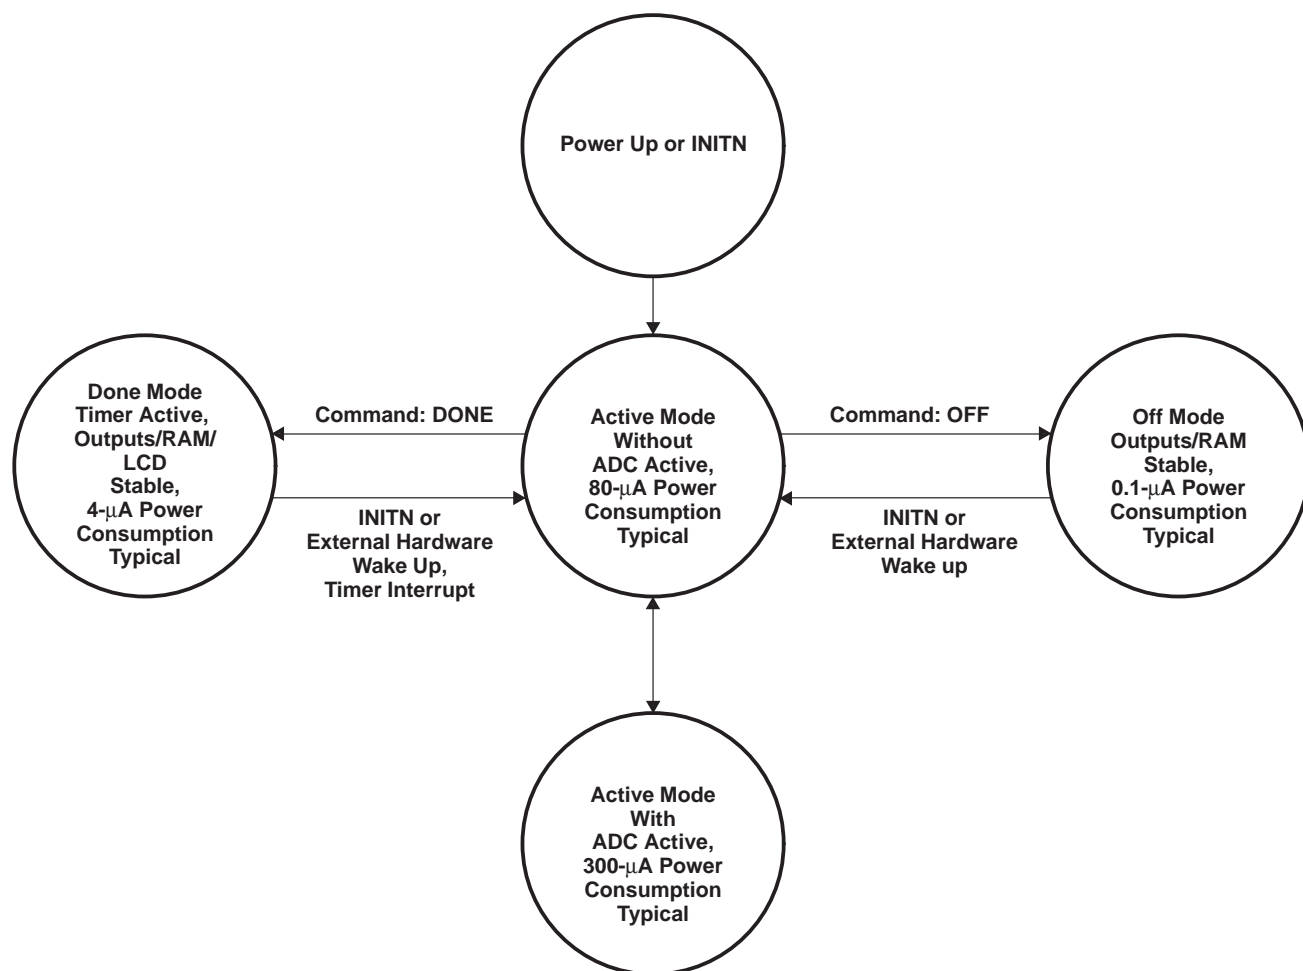 Power Up or INITN
Done Mode
Timer Active,
Outputs/RAM/
LCD
Stable,
4-μA Power
Consumption
Typical
Command: DONE
INITN or
External Hardware
Wake Up,
Timer Interrupt
Active Mode
Without
ADC Active,
80-μA Power
Consumption
Typical
Command: OFF
INITN or
External Hardware
Wake up
Off Mode
Outputs/RAM
Stable,
0.1-μA Power
Consumption
Typical
Active Mode
With
ADC Active,
300-μA Power
Consumption
Typical